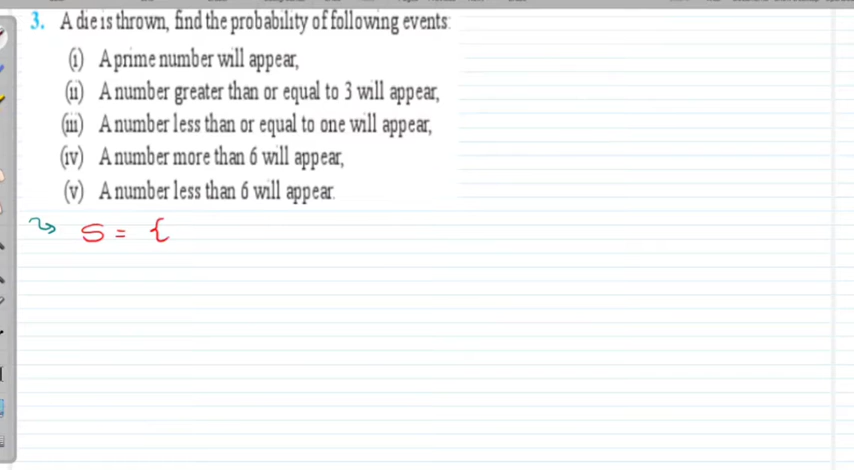 3. A die is thrown, find the probability of following events:
(i) A prime number will appear,
(ii) A number greater than or equal to 3 will appear,
(iii) A number less than or equal to one will appear,
(iv) A number more than 6 will appear,
(v) A number less than 6 will appear.
S = {